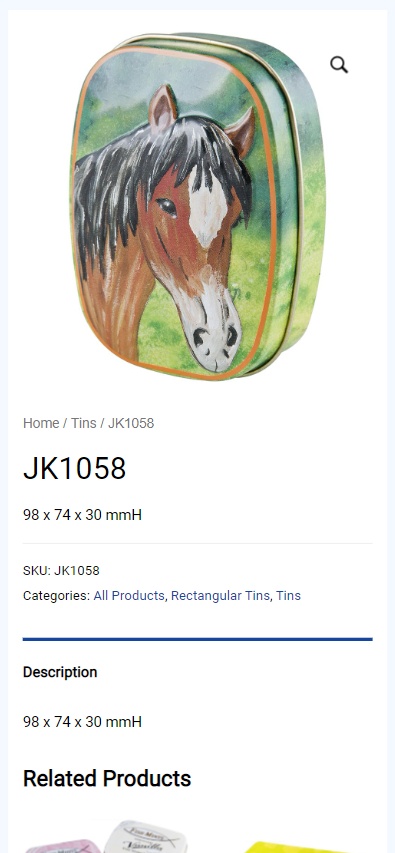 Home / Tins / JK1058
JK1058
98 x 74 x 30 mmH
SKU: JK1058
Categories: All Products, Rectangular Tins, Tins
Description
98 x 74 x 30 mmH
Related Products